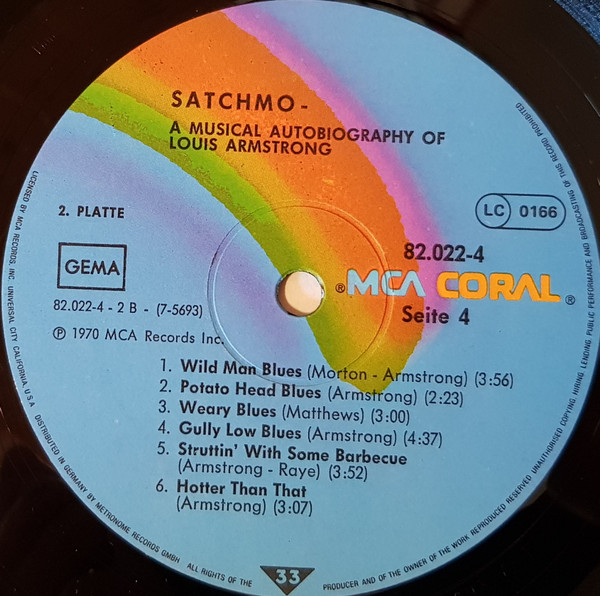 SATCHMO -
A MUSICAL AUTOBIOGRAPHY OF
LOUIS ARMSTRONG
2. PLATTE
LC 0166
GEMA
82.022-4
®MCA CORAL®
82.022-4 - 2 B - (7-5693)
Seite 4
℗ 1970 MCA Records Inc.
1. Wild Man Blues (Morton - Armstrong) (3:56)
2. Potato Head Blues (Armstrong) (2:23)
3. Weary Blues (Matthews) (3:00)
4. Gully Low Blues (Armstrong) (4:37)
5. Struttin' With Some Barbecue
(Armstrong - Raye) (3:52)
6. Hotter Than That
(Armstrong) (3:07)
33
LICENSED BY MCA RECORDS, INC. UNIVERSAL CITY CALIFORNIA, U.S.A. DISTRIBUTED IN GERMANY BY METRONOME RECORDS GMBH ALL RIGHTS OF THE PRODUCER AND OF THE OWNER OF THE WORK REPRODUCED RESERVED UNAUTHORISED COPYING, HIRING, LENDING, PUBLIC PERFORMANCE AND BROADCASTING OF THIS RECORD PROHIBITED